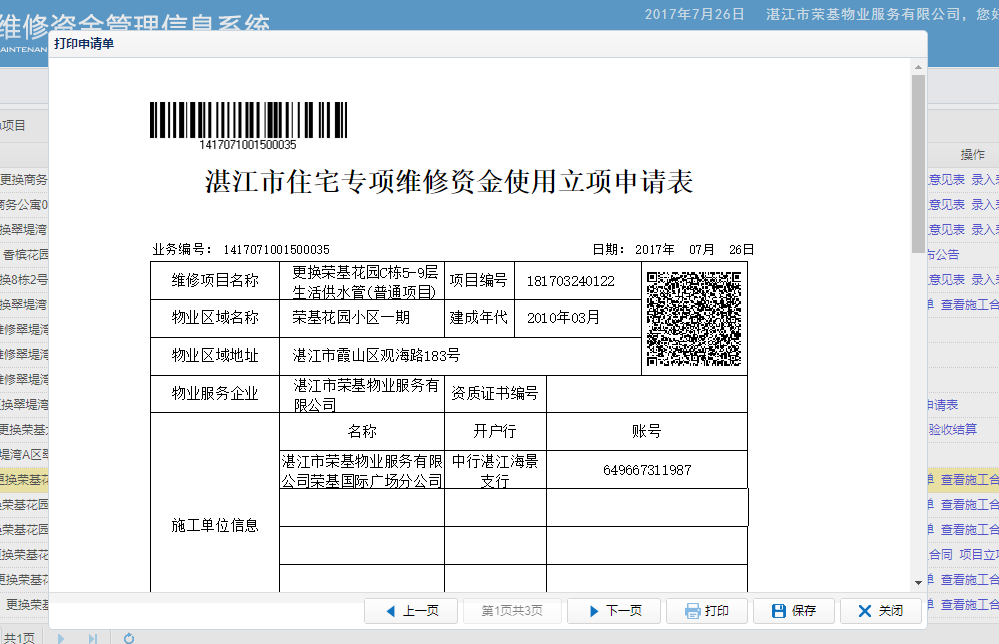 维修资金管理信息系统
2017年7月26日 湛江市荣基物业服务有限公司，您好
打印申请单
1417071001500035
湛江市住宅专项维修资金使用立项申请表
业务编号： 1417071001500035
日期： 2017年 07月 26日
维修项目名称
更换荣基花园C栋5-9层
生活供水管(普通项目)
项目编号
181703240122
物业区域名称
荣基花园小区一期
建成年代
2010年03月
物业区域地址
湛江市霞山区观海路183号
物业服务企业
湛江市荣基物业服务有
限公司
资质证书编号
施工单位信息
名称
开户行
账号
湛江市荣基物业服务有限
公司荣基国际广场分公司
中行湛江海景
支行
649667311987
上一页
第1页共3页
下一页
打印
保存
关闭
项目
更换商务
商务公寓0
换翠堤湾
香槟花园
换8栋2号
换翠堤湾
维修翠堤湾
维修翠堤湾
维修翠堤湾
换翠堤湾
更换荣基
堤湾A区
更换荣基花
荣基花园
荣基花园
换荣基花
更换荣基花
更换荣基
共1页
操作
意见表 录入
意见表 录入
意见表 录入
公告
意见表 录入
单 查看施工合
申请表
验收结算
单 查看施工合
单 查看施工合
单 查看施工合
合同 项目立项
单 查看施工合
单 查看施工合